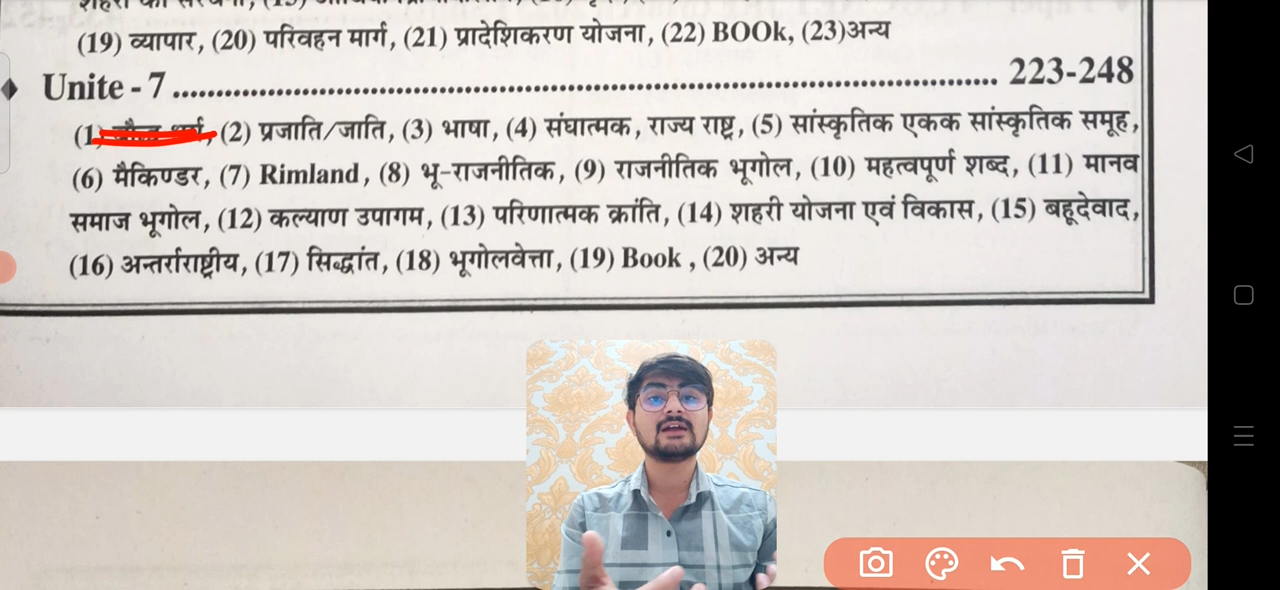 (19) व्यापार, (20) परिवहन मार्ग, (21) प्रादेशिकरण योजना, (22) BOOk, (23)अन्य
Unite - 7 ................................................ 223-248
(1) (2) प्रजाति/जाति, (3) भाषा, (4) संघात्मक, राज्य राष्ट्र, (5) सांस्कृतिक एकक सांस्कृतिक समूह,
(6) मैकिण्डर, (7) Rimland, (8) भू-राजनीतिक, (9) राजनीतिक भूगोल, (10) महत्वपूर्ण शब्द, (11) मानव
समाज भूगोल, (12) कल्याण उपागम, (13) परिणात्मक क्रांति, (14) शहरी योजना एवं विकास, (15) बहूदेवाद,
(16) अन्तर्राराष्ट्रीय, (17) सिद्धांत, (18) भूगोलवेत्ता, (19) Book , (20) अन्य